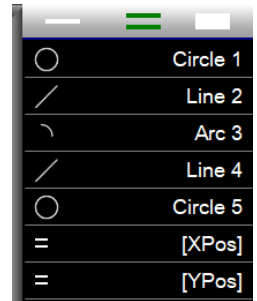 Circle 1
Line 2
Arc 3
Line 4
Circle 5
= [XPos]
= [YPos]